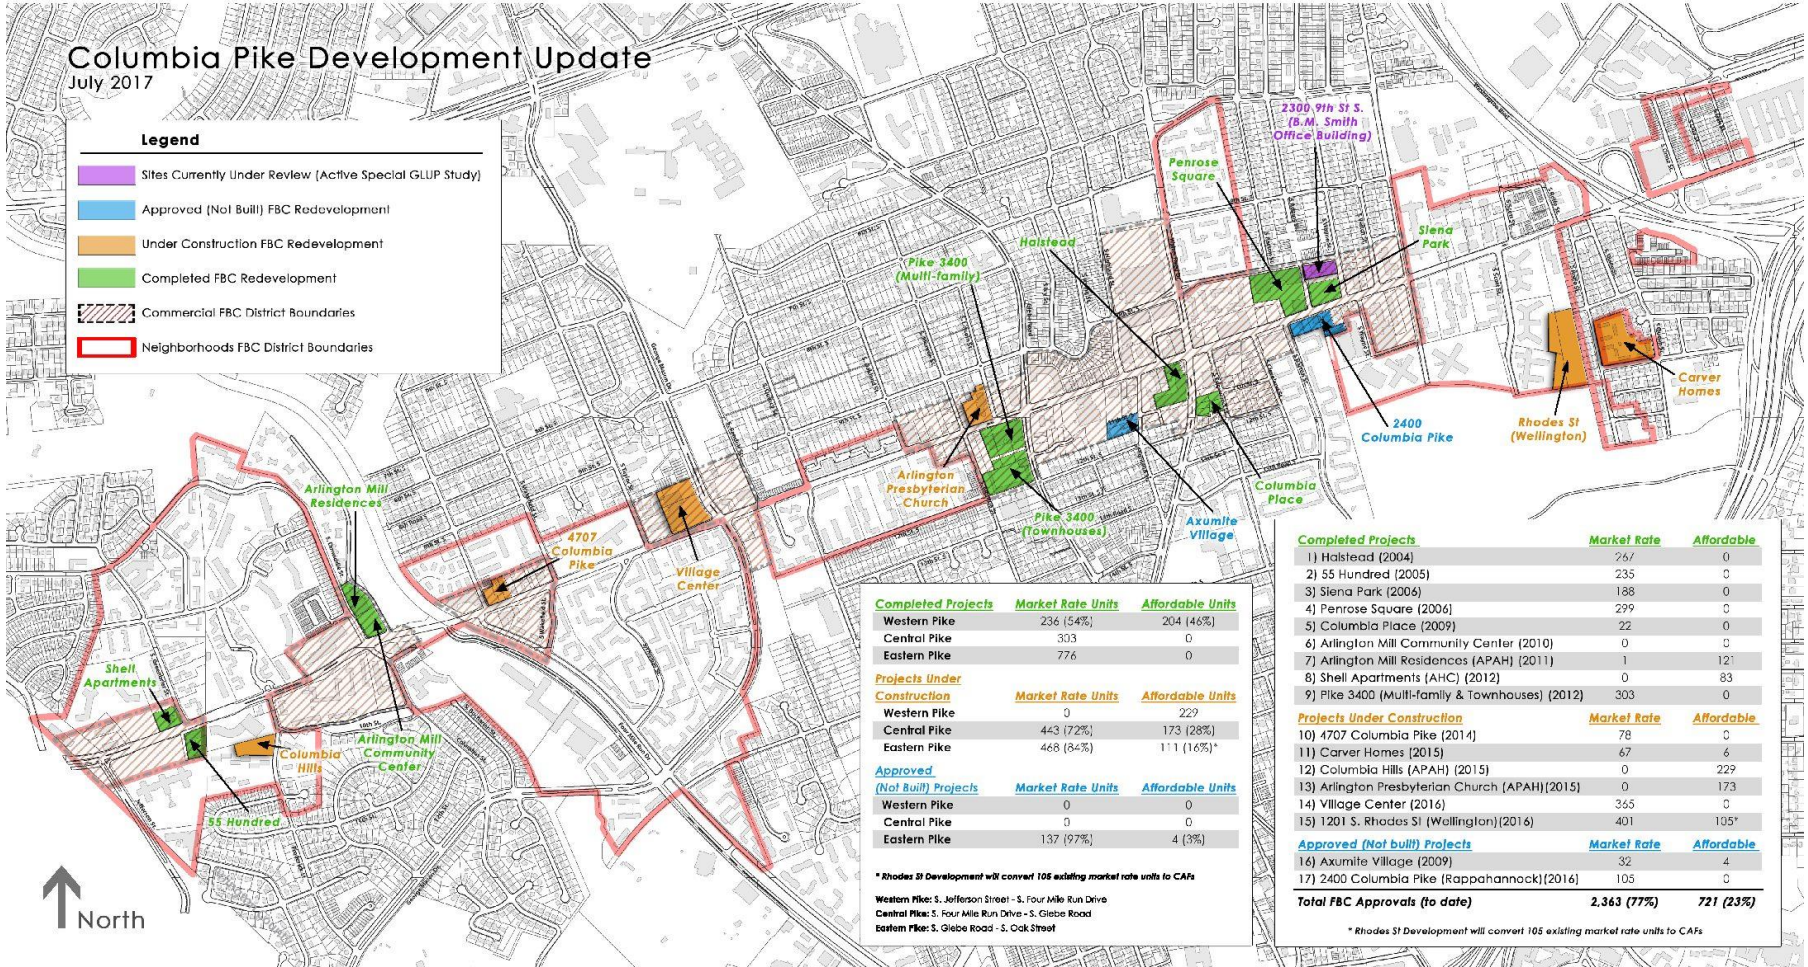 Columbia Pike Development Update
July 2017
Legend
Sites Currently Under Review (Active Special GLUP Study)
Approved (Not Built) FBC Redevelopment
Under Construction FBC Redevelopment
Completed FBC Redevelopment
Commercial FBC District Boundaries
Neighborhoods FBC District Boundaries
2300 9th St S.
(B.M. Smith
Office Building)
Penrose
Square
Siena
Park
Halstead
Pike 3400
(Multi-family)
Carver
Homes
Rhodes St
(Wellington)
2400
Columbia Pike
Arlington
Presbyterian
Church
Columbia
Place
Pike 3400
(Townhouses)
Axumite
Village
Arlington Mill
Residences
4707
Columbia
Pike
Village
Center
Shell
Apartments
Arlington Mill
Community
Center
Columbia
Hills
55 Hundred
North
Completed Projects Market Rate Units Affordable Units
Western Pike 236 (54%) 204 (46%)
Central Pike 303 0
Eastern Pike 776 0
Projects Under
Construction Market Rate Units Affordable Units
Western Pike 0 229
Central Pike 443 (72%) 173 (28%)
Eastern Pike 468 (84%) 111 (16%)*
Approved
(Not Built) Projects Market Rate Units Affordable Units
Western Pike 0 0
Central Pike 0 0
Eastern Pike 137 (97%) 4 (3%)
* Rhodes St Development will convert 105 existing market rate units to CAFs
Western Pike: S. Jefferson Street - S. Four Mile Run Drive
Central Pike: S. Four Mile Run Drive - S. Glebe Road
Eastern Pike: S. Glebe Road - S. Oak Street
Completed Projects Market Rate Affordable
1) Halstead (2004) 267 0
2) 55 Hundred (2005) 235 0
3) Siena Park (2006) 188 0
4) Penrose Square (2006) 299 0
5) Columbia Place (2009) 22 0
6) Arlington Mill Community Center (2010) 0 0
7) Arlington Mill Residences (APAH) (2011) 1 121
8) Shell Apartments (AHC) (2012) 0 83
9) Pike 3400 (Multi-family & Townhouses) (2012) 303 0
Projects Under Construction Market Rate Affordable
10) 4707 Columbia Pike (2014) 78 0
11) Carver Homes (2015) 67 6
12) Columbia Hills (APAH) (2015) 0 229
13) Arlington Presbyterian Church (APAH)(2015) 0 173
14) Village Center (2016) 365 0
15) 1201 S. Rhodes St (Wellington)(2016) 401 105*
Approved (Not built) Projects Market Rate Affordable
16) Axumite Village (2009) 32 4
17) 2400 Columbia Pike (Rappahannock)(2016) 105 0
Total FBC Approvals (to date) 2,363 (77%) 721 (23%)
* Rhodes St Development will convert 105 existing market rate units to CAFs